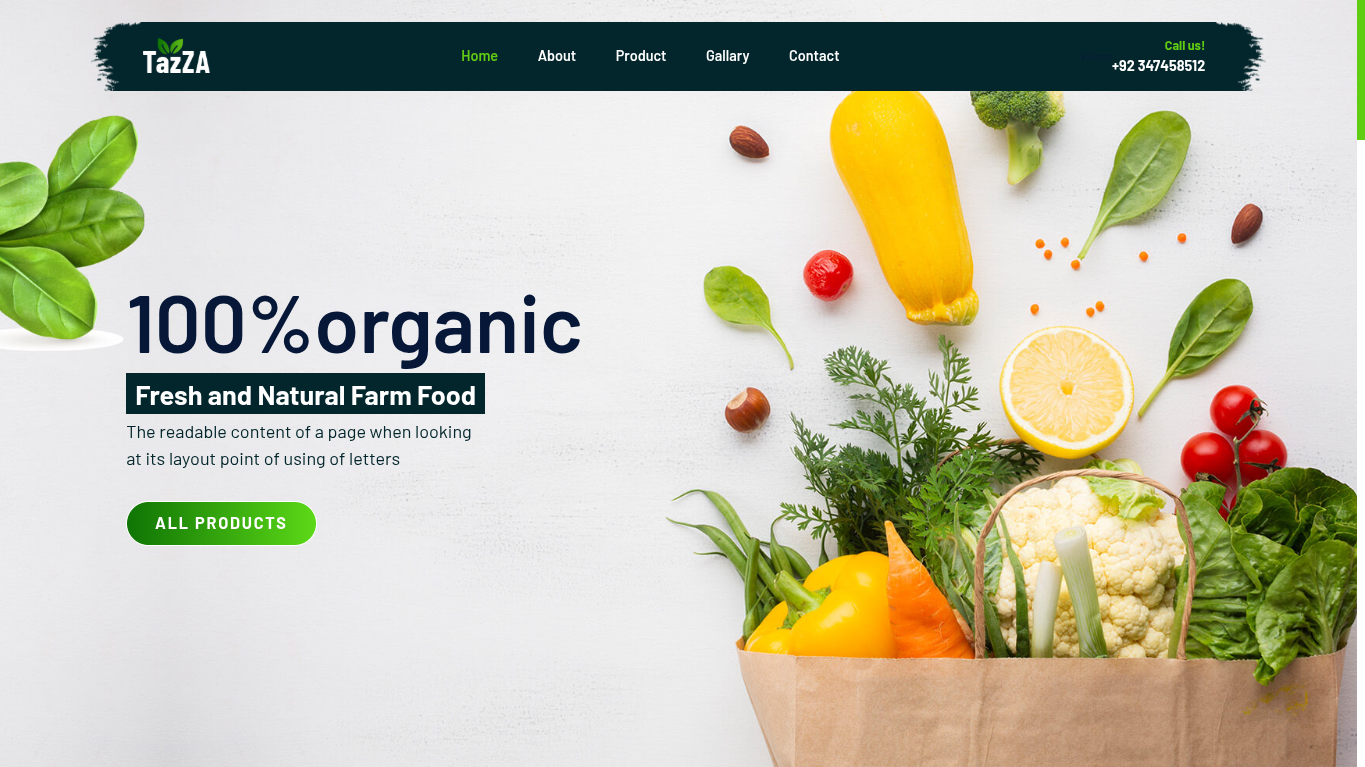 TazZA
Home About Product Gallary Contact
Call us!
+92 347458512
100%organic
Fresh and Natural Farm Food
The readable content of a page when looking
at its layout point of using of letters
ALL PRODUCTS